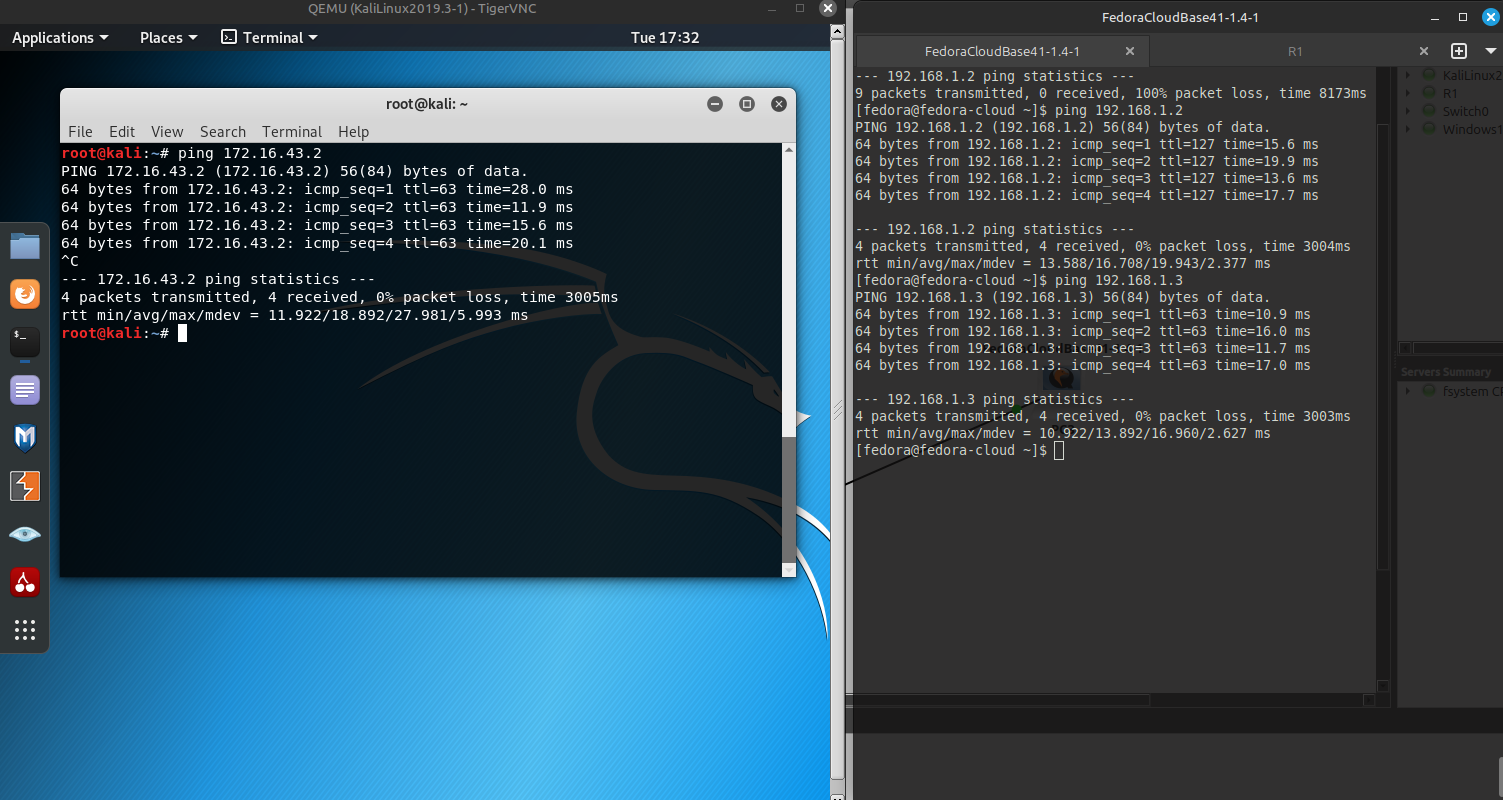 QEMU (KaliLinux2019.3-1) - TigerVNC
Applications Places Terminal Tue 17:32
root@kali: ~
File Edit View Search Terminal Help
root@kali:~# ping 172.16.43.2
PING 172.16.43.2 (172.16.43.2) 56(84) bytes of data.
64 bytes from 172.16.43.2: icmp_seq=1 ttl=63 time=28.0 ms
64 bytes from 172.16.43.2: icmp_seq=2 ttl=63 time=11.9 ms
64 bytes from 172.16.43.2: icmp_seq=3 ttl=63 time=15.6 ms
64 bytes from 172.16.43.2: icmp_seq=4 ttl=63 time=20.1 ms
^C
--- 172.16.43.2 ping statistics ---
4 packets transmitted, 4 received, 0% packet loss, time 3005ms
rtt min/avg/max/mdev = 11.922/18.892/27.981/5.993 ms
root@kali:~#
FedoraCloudBase41-1.4-1
FedoraCloudBase41-1.4-1 R1
--- 192.168.1.2 ping statistics ---
9 packets transmitted, 0 received, 100% packet loss, time 8173ms
[fedora@fedora-cloud ~]$ ping 192.168.1.2
PING 192.168.1.2 (192.168.1.2) 56(84) bytes of data.
64 bytes from 192.168.1.2: icmp_seq=1 ttl=127 time=15.6 ms
64 bytes from 192.168.1.2: icmp_seq=2 ttl=127 time=19.9 ms
64 bytes from 192.168.1.2: icmp_seq=3 ttl=127 time=13.6 ms
64 bytes from 192.168.1.2: icmp_seq=4 ttl=127 time=17.7 ms
--- 192.168.1.2 ping statistics ---
4 packets transmitted, 4 received, 0% packet loss, time 3004ms
rtt min/avg/max/mdev = 13.588/16.708/19.943/2.377 ms
[fedora@fedora-cloud ~]$ ping 192.168.1.3
PING 192.168.1.3 (192.168.1.3) 56(84) bytes of data.
64 bytes from 192.168.1.3: icmp_seq=1 ttl=63 time=10.9 ms
64 bytes from 192.168.1.3: icmp_seq=2 ttl=63 time=16.0 ms
64 bytes from 192.168.1.3: icmp_seq=3 ttl=63 time=11.7 ms
64 bytes from 192.168.1.3: icmp_seq=4 ttl=63 time=17.0 ms
--- 192.168.1.3 ping statistics ---
4 packets transmitted, 4 received, 0% packet loss, time 3003ms
rtt min/avg/max/mdev = 10.922/13.892/16.960/2.627 ms
[fedora@fedora-cloud ~]$
KaliLinux2
R1
Switch0
Windows1
Servers Summary
fsystem C